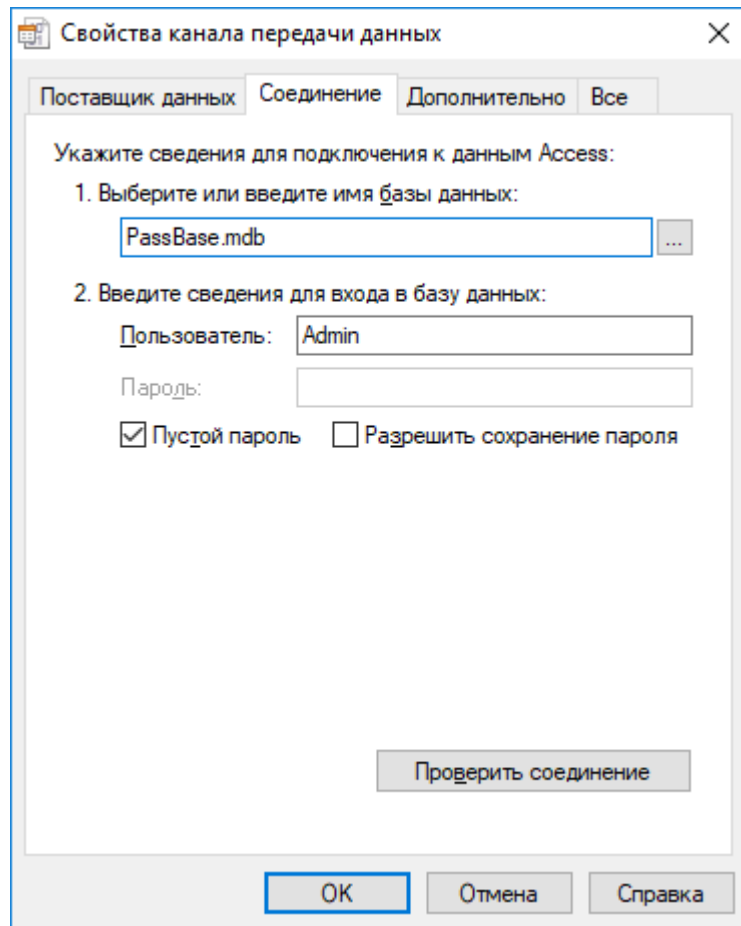 Свойства канала передачи данных
Поставщик данных Соединение Дополнительно Все
Укажите сведения для подключения к данным Access:
1. Выберите или введите имя базы данных:
PassBase.mdb ...
2. Введите сведения для входа в базу данных:
Пользователь: Admin
Пароль:
Пустой пароль Разрешить сохранение пароля
Проверить соединение
OK Отмена Справка